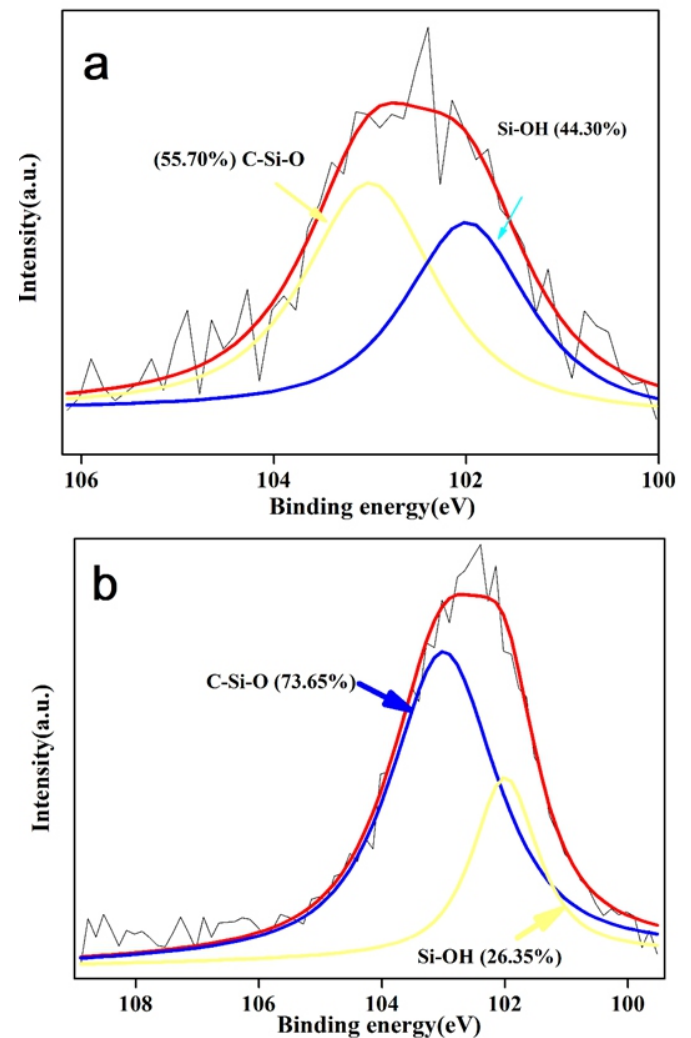 a
Si-OH (44.30%)
(55.70%) C-Si-O
Intensity(a.u.)
106 104 102 100
Binding energy(eV)
b
C-Si-O (73.65%)
Intensity(a.u.)
Si-OH (26.35%)
108 106 104 102 100
Binding energy(eV)